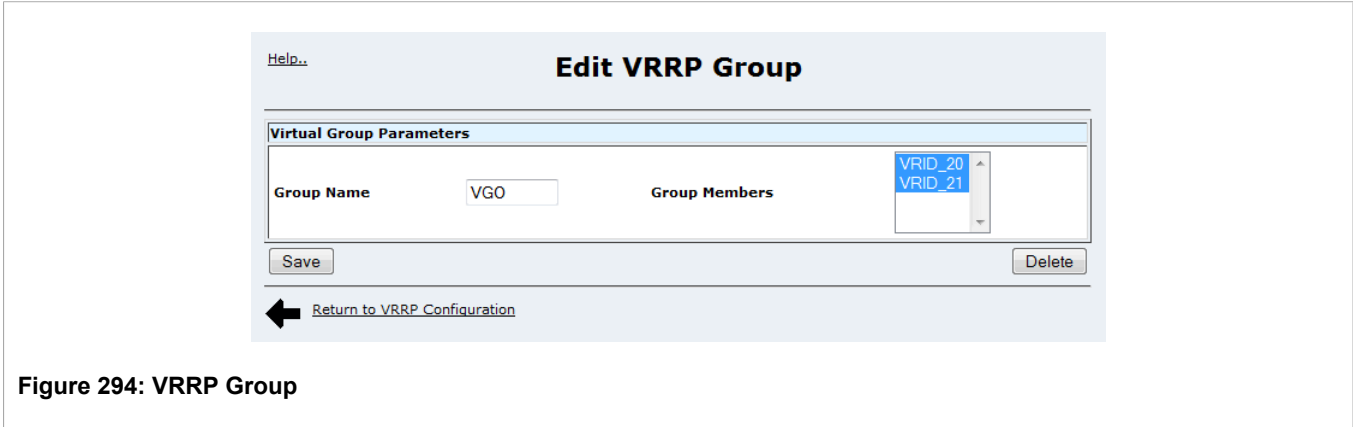 Help..
Edit VRRP Group
Virtual Group Parameters
Group Name VGO Group Members VRID_20
VRID_21
Save Delete
Return to VRRP Configuration
Figure 294: VRRP Group